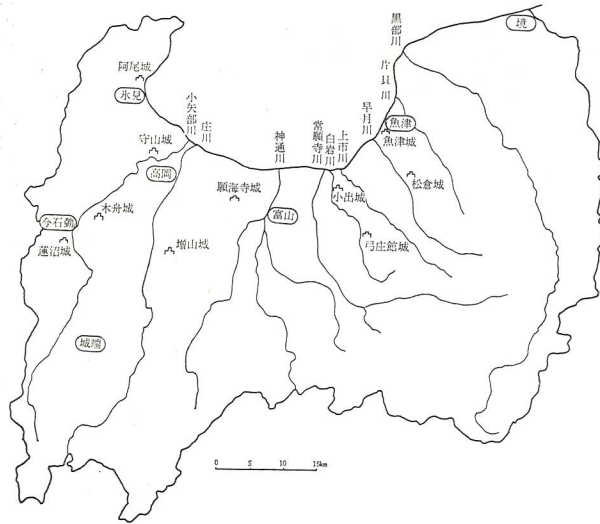 境
黒部川
片貝川
早月川
魚津
魚津城
松倉城
上市川
白岩川
常願寺川
小出城
弓庄館城
神通川
富山
願海寺城
庄川
小矢部川
阿尾城
氷見
守山城
高岡
増山城
木舟城
今石動
蓮沼城
城端
0 5 10 15km